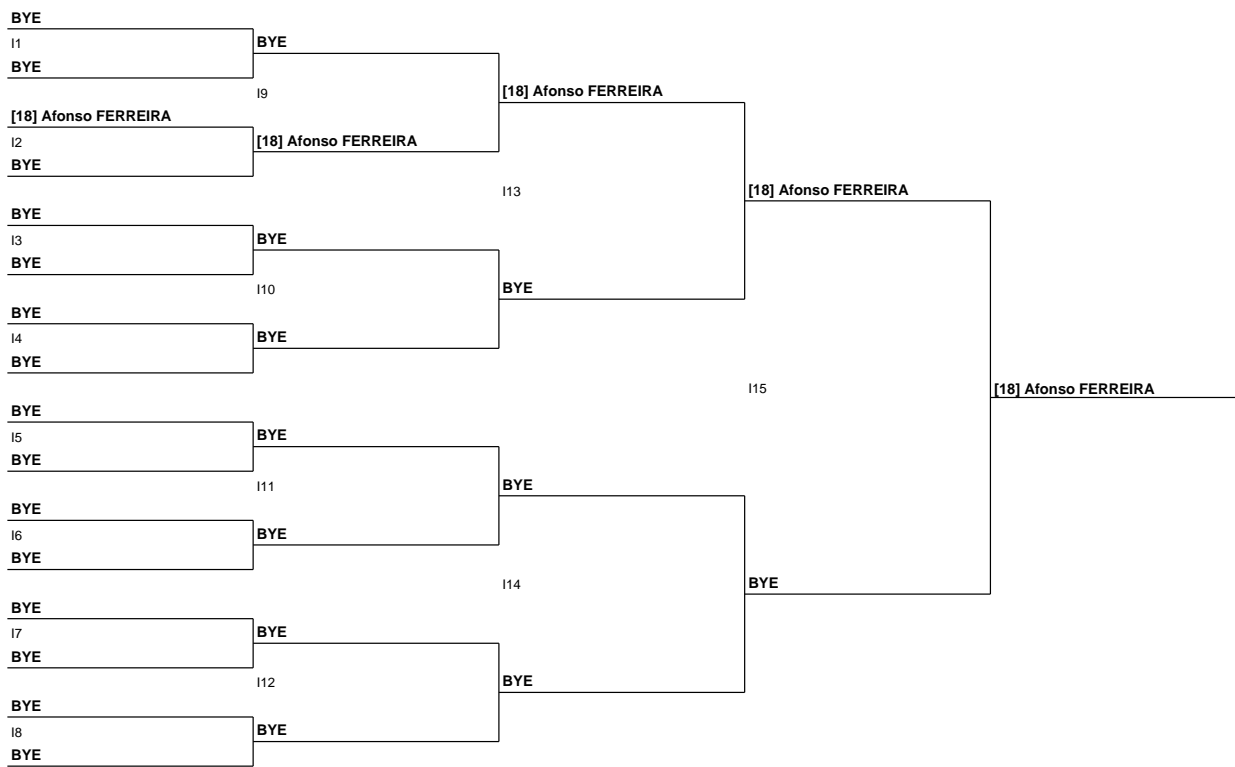 BYE
I1
BYE
BYE
I9
[18] Afonso FERREIRA
[18] Afonso FERREIRA
I2
[18] Afonso FERREIRA
BYE
I13
[18] Afonso FERREIRA
BYE
I3
BYE
BYE
I10
BYE
BYE
I4
BYE
BYE
I15
[18] Afonso FERREIRA
BYE
I5
BYE
BYE
I11
BYE
BYE
I6
BYE
BYE
I14
BYE
BYE
I7
BYE
BYE
I12
BYE
BYE
I8
BYE
BYE